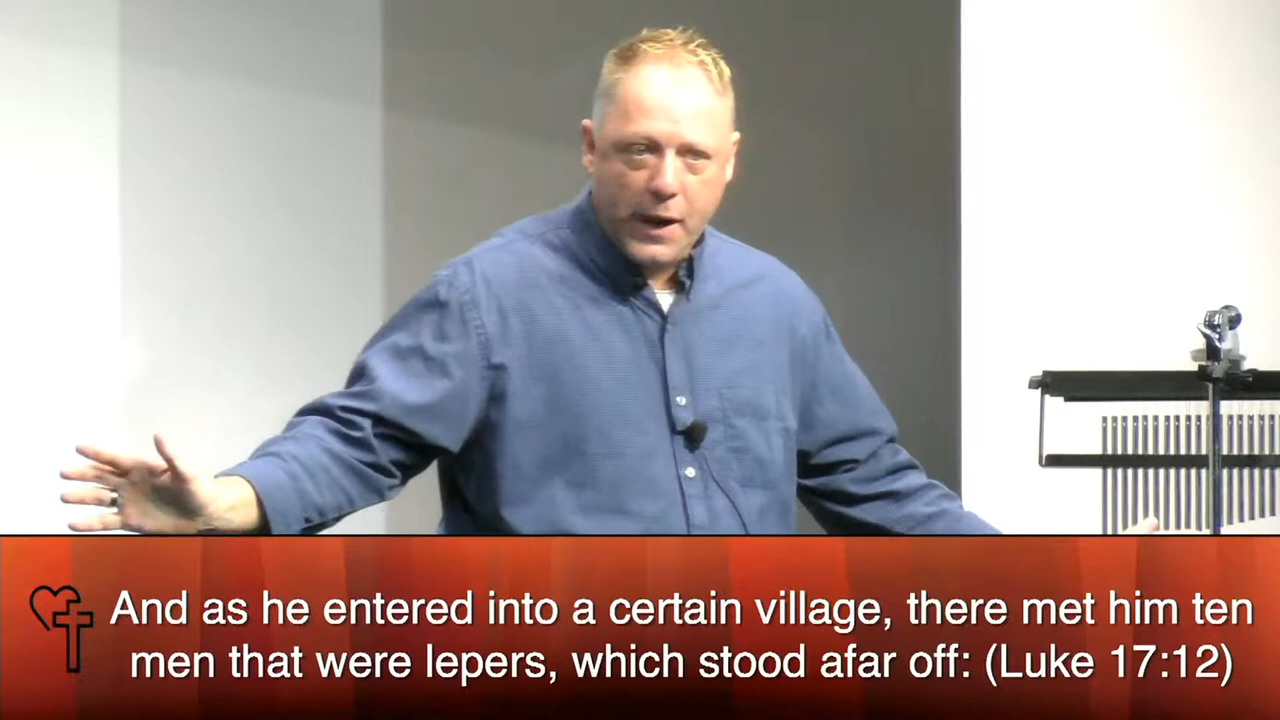 And as he entered into a certain village, there met him ten
men that were lepers, which stood afar off: (Luke 17:12)